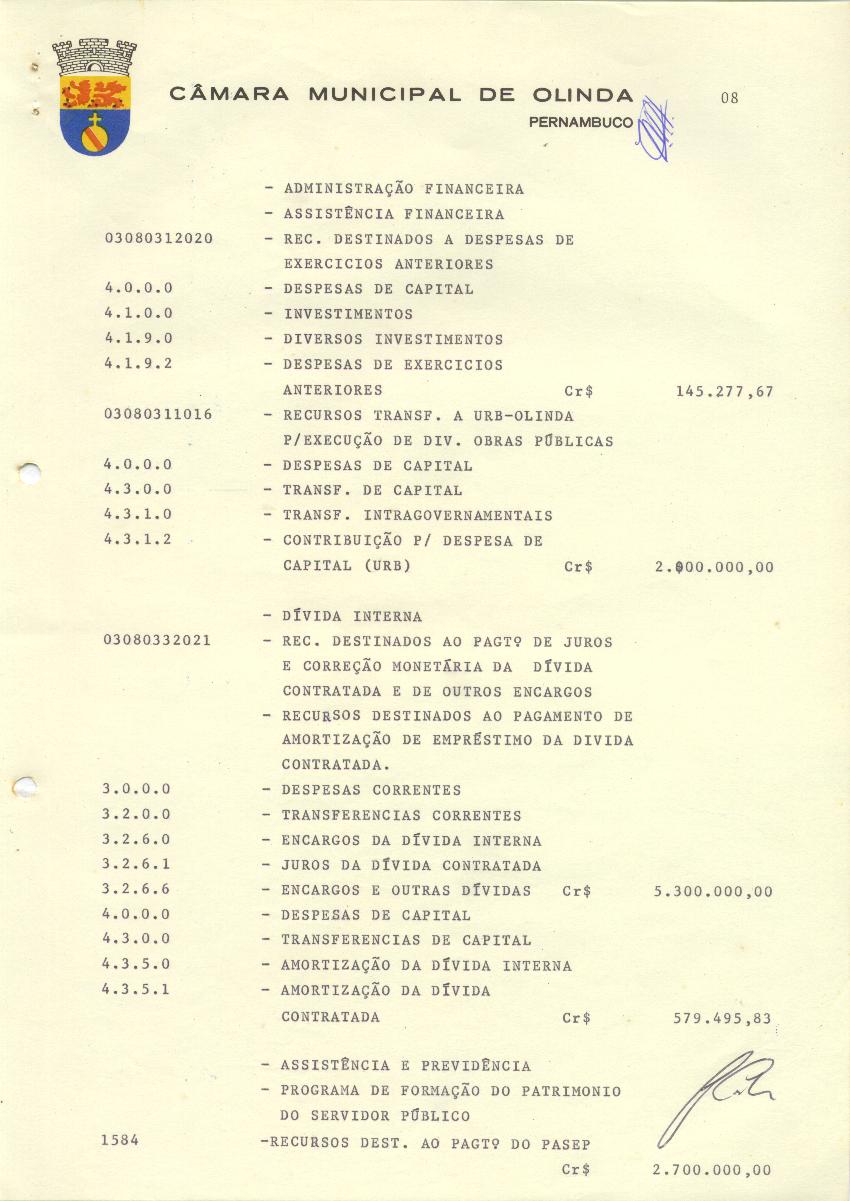 CÂMARA MUNICIPAL DE OLINDA 08
PERNAMBUCO
- ADMINISTRAÇÃO FINANCEIRA
- ASSISTÊNCIA FINANCEIRA
03080312020 - REC. DESTINADOS A DESPESAS DE
EXERCICIOS ANTERIORES
4.0.0.0 - DESPESAS DE CAPITAL
4.1.0.0 - INVESTIMENTOS
4.1.9.0 - DIVERSOS INVESTIMENTOS
4.1.9.2 - DESPESAS DE EXERCICIOS
ANTERIORES Cr$ 145.277,67
03080311016 - RECURSOS TRANSF. A URB-OLINDA
P/EXECUÇÃO DE DIV. OBRAS PÚBLICAS
4.0.0.0 - DESPESAS DE CAPITAL
4.3.0.0 - TRANSF. DE CAPITAL
4.3.1.0 - TRANSF. INTRAGOVERNAMENTAIS
4.3.1.2 - CONTRIBUIÇÃO P/ DESPESA DE
CAPITAL (URB) Cr$ 2.000.000,00
- DÍVIDA INTERNA
03080332021 - REC. DESTINADOS AO PAGTº DE JUROS
E CORREÇÃO MONETÁRIA DA DÍVIDA
CONTRATADA E DE OUTROS ENCARGOS
- RECURSOS DESTINADOS AO PAGAMENTO DE
AMORTIZAÇÃO DE EMPRÉSTIMO DA DIVIDA
CONTRATADA.
3.0.0.0 - DESPESAS CORRENTES
3.2.0.0 - TRANSFERENCIAS CORRENTES
3.2.6.0 - ENCARGOS DA DÍVIDA INTERNA
3.2.6.1 - JUROS DA DÍVIDA CONTRATADA
3.2.6.6 - ENCARGOS E OUTRAS DÍVIDAS Cr$ 5.300.000,00
4.0.0.0 - DESPESAS DE CAPITAL
4.3.0.0 - TRANSFERENCIAS DE CAPITAL
4.3.5.0 - AMORTIZAÇÃO DA DÍVIDA INTERNA
4.3.5.1 - AMORTIZAÇÃO DA DÍVIDA
CONTRATADA Cr$ 579.495,83
- ASSISTÊNCIA E PREVIDÊNCIA
- PROGRAMA DE FORMAÇÃO DO PATRIMONIO
DO SERVIDOR PÚBLICO
1584 -RECURSOS DEST. AO PAGTº DO PASEP
Cr$ 2.700.000,00